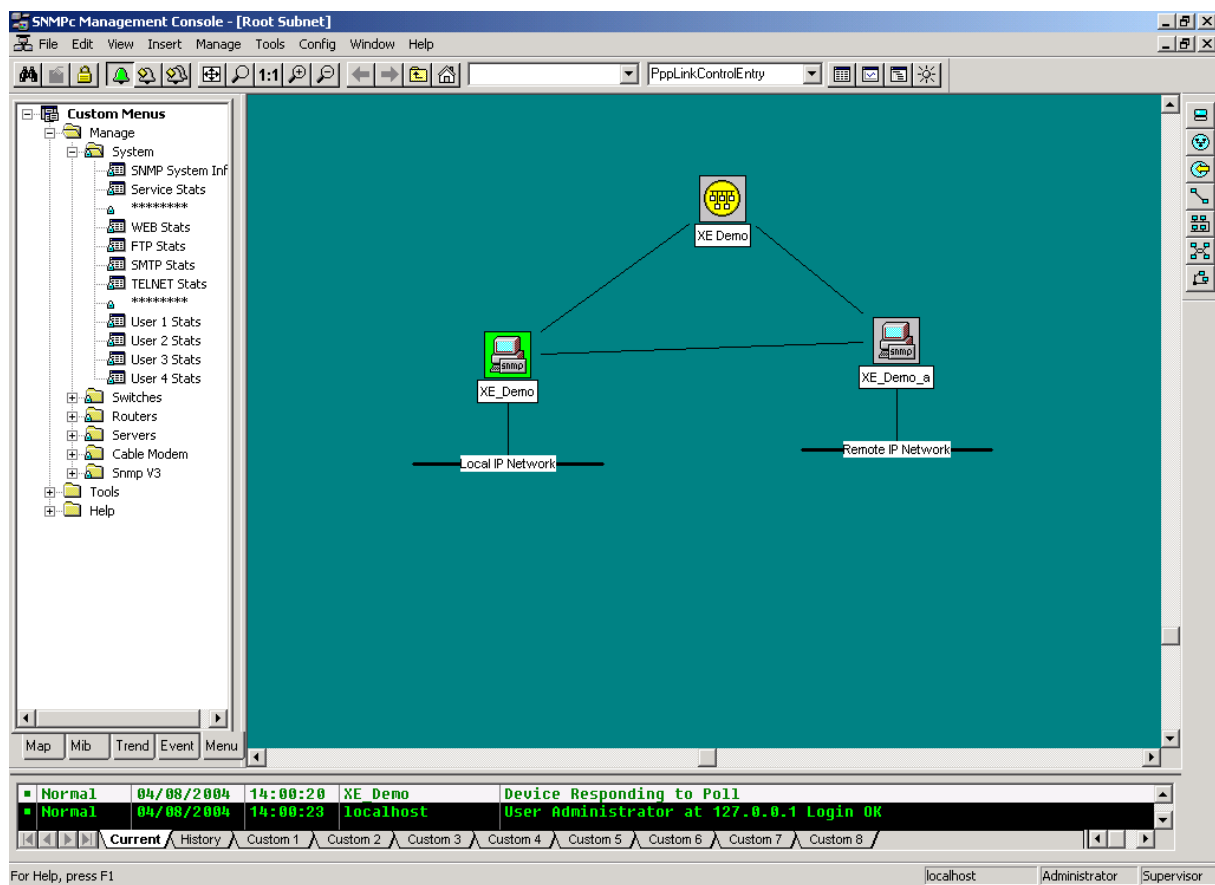 SNMPc Management Console - [Root Subnet]
File Edit View Insert Manage Tools Config Window Help
1:1 PppLinkControlEntry
Custom Menus
Manage
System
SNMP System Inf
Service Stats
********
WEB Stats
FTP Stats
SMTP Stats
TELNET Stats
********
User 1 Stats
User 2 Stats
User 3 Stats
User 4 Stats
Switches
Routers
Servers
Cable Modem
Snmp V3
Tools
Help
Map Mib Trend Event Menu
XE Demo
snmp
XE_Demo
snmp
XE_Demo_a
Local IP Network
Remote IP Network
Normal 04/08/2004 14:00:20 XE_Demo Device Responding to Poll
Normal 04/08/2004 14:00:23 localhost User Administrator at 127.0.0.1 Login OK
Current History Custom 1 Custom 2 Custom 3 Custom 4 Custom 5 Custom 6 Custom 7 Custom 8
For Help, press F1 localhost Administrator Supervisor